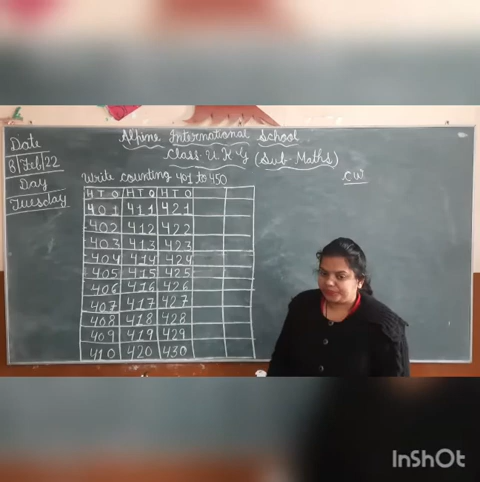 Alpine International School
Class - U.K.G (Sub - Maths)
Date
8/Feb/22
Day
Tuesday
Write counting 401 to 450
C.W
H T O H T O H T O
401 411 421
402 412 422
403 413 423
404 414 424
405 415 425
406 416 426
407 417 427
408 418 428
409 419 429
410 420 430
InShOt